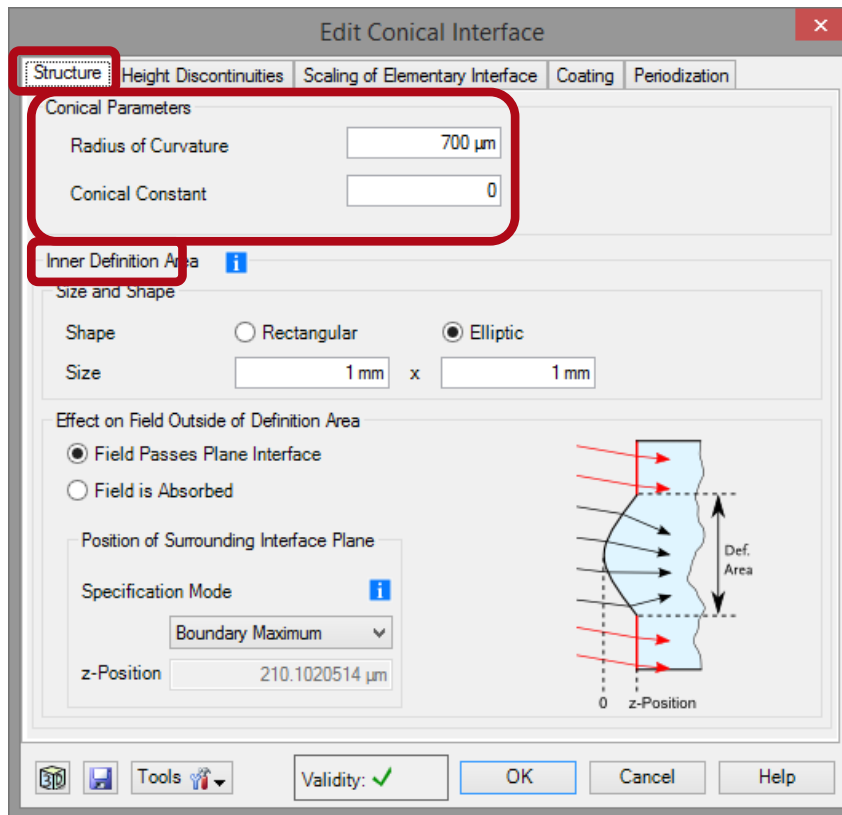 Edit Conical Interface
Structure Height Discontinuities Scaling of Elementary Interface Coating Periodization
Conical Parameters
Radius of Curvature 700 µm
Conical Constant 0
Inner Definition Area i
Size and Shape
Shape Rectangular Elliptic
Size 1 mm x 1 mm
Effect on Field Outside of Definition Area
Field Passes Plane Interface
Field is Absorbed
Position of Surrounding Interface Plane
Specification Mode i
Boundary Maximum
z-Position 210.1020514 µm
Def.
Area
0 z-Position
3D Tools Validity: OK Cancel Help